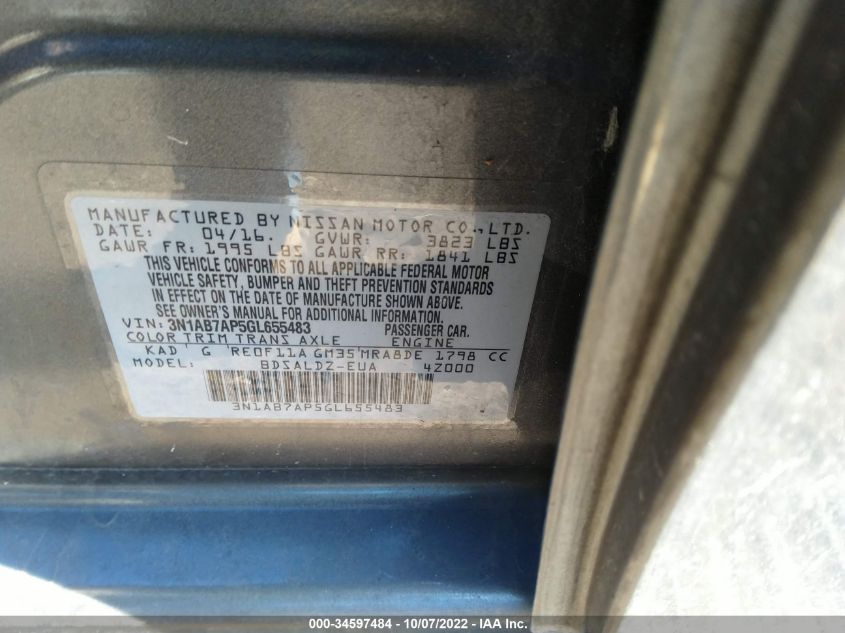 MANUFACTURED BY NISSAN MOTOR CO., LTD.
DATE: 04/16. GVWR: 3823 LBS
GAWR FR: 1995 LBS GAWR RR: 1841 LBS
THIS VEHICLE CONFORMS TO ALL APPLICABLE FEDERAL MOTOR
VEHICLE SAFETY, BUMPER AND THEFT PREVENTION STANDARDS
IN EFFECT ON THE DATE OF MANUFACTURE SHOWN ABOVE.
SEE OWNER'S MANUAL FOR ADDITIONAL INFORMATION.
VIN: 3N1AB7AP5GL655483 PASSENGER CAR.
COLOR TRIM TRANS AXLE ENGINE
KAD G RE0F11A GM35 MRA8DE 1798 CC
MODEL: BDSALDZ-EUA 4Z000
3N1AB7AP5GL655483
000-34597484 - 10/07/2022 - IAA Inc.